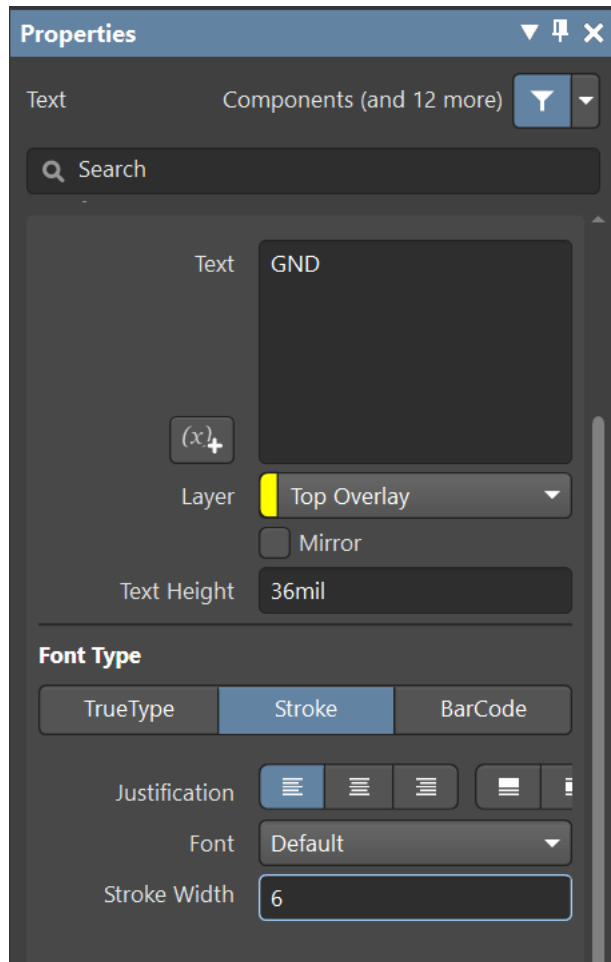 Properties
Text Components (and 12 more)
Search
Text GND
(x)
Layer Top Overlay
Mirror
Text Height 36mil
Font Type
TrueType Stroke BarCode
Justification
Font Default
Stroke Width 6